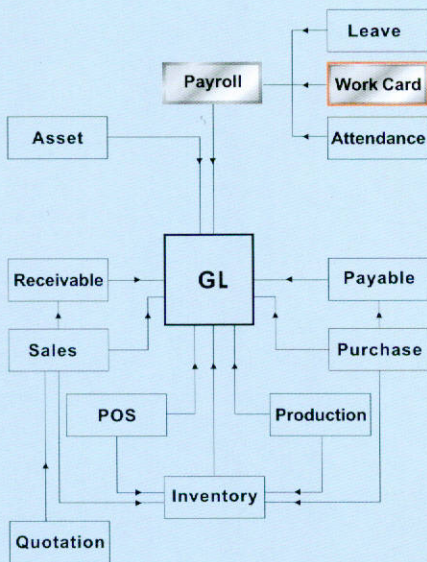 Leave
Payroll
Work Card
Asset
Attendance
Receivable
GL
Payable
Sales
Purchase
POS
Production
Inventory
Quotation